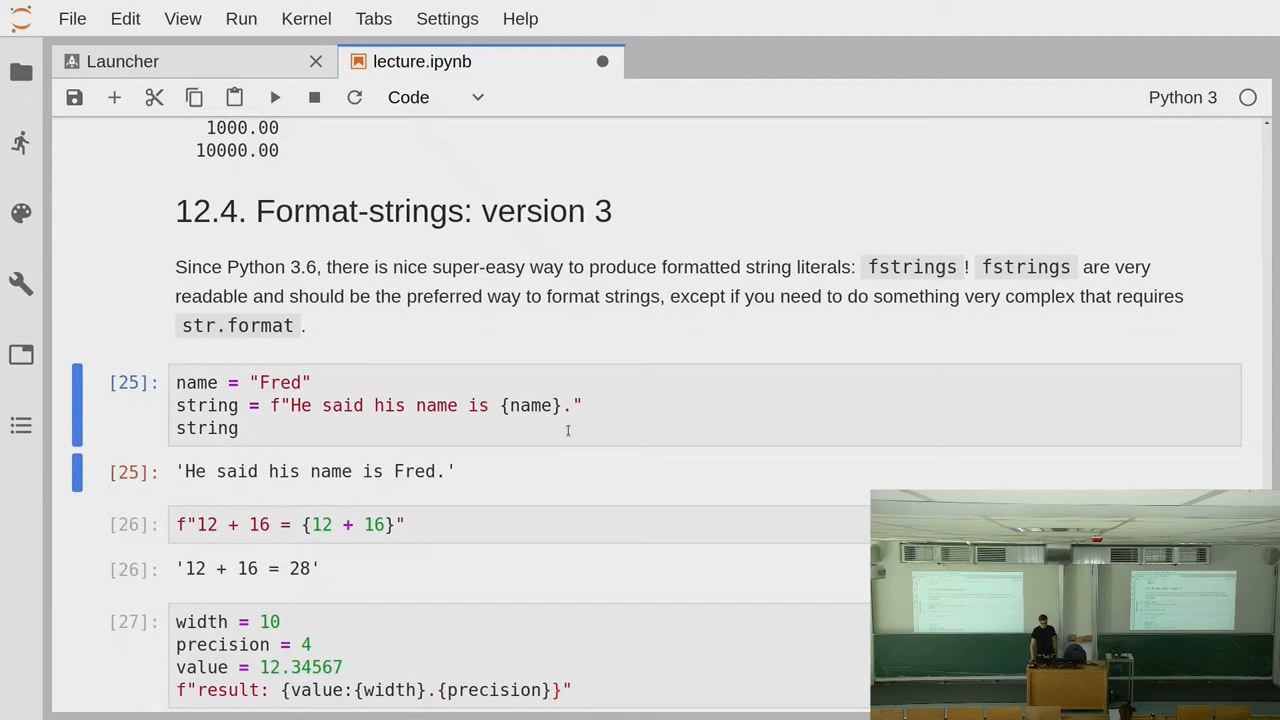 File Edit View Run Kernel Tabs Settings Help
Launcher lecture.ipynb
Code Python 3
1000.00
10000.00
12.4. Format-strings: version 3
Since Python 3.6, there is nice super-easy way to produce formatted string literals: fstrings! fstrings are very
readable and should be the preferred way to format strings, except if you need to do something very complex that requires
str.format.
[25]: name = "Fred"
string = f"He said his name is {name}."
string
[25]: 'He said his name is Fred.'
[26]: f"12 + 16 = {12 + 16}"
[26]: '12 + 16 = 28'
[27]: width = 10
precision = 4
value = 12.34567
f"result: {value:{width}.{precision}}"